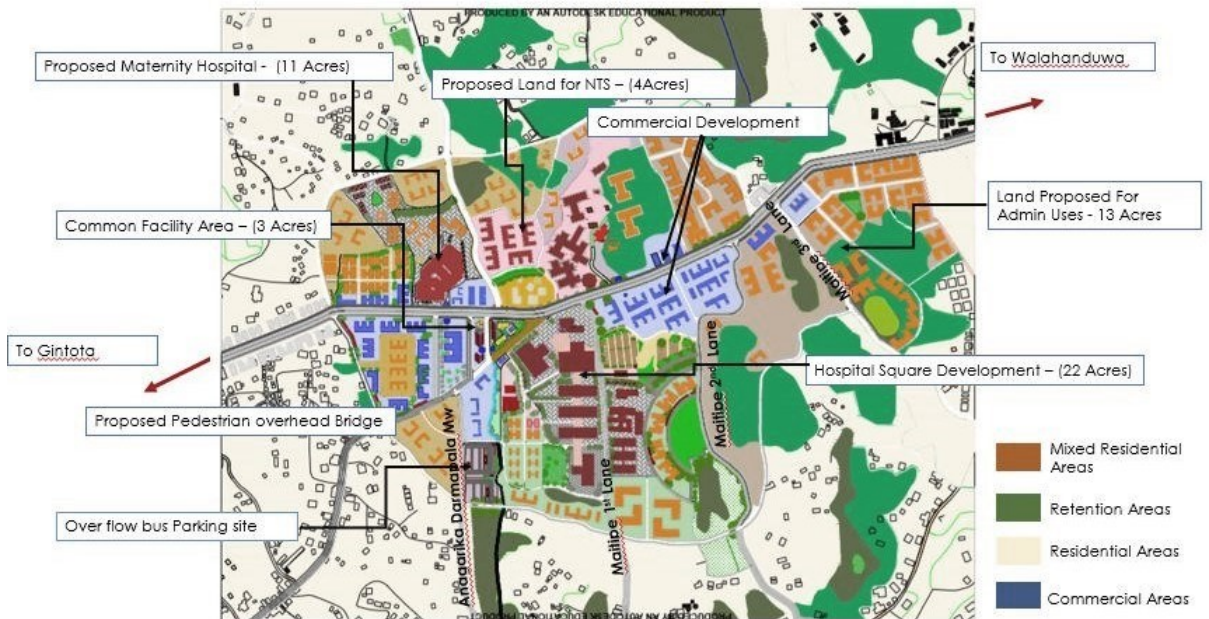 PRODUCED BY AN AUTODESK EDUCATIONAL PRODUCT
Proposed Maternity Hospital - (11 Acres)
Proposed Land for NTS – (4Acres)
To Walahanduwa
Commercial Development
Land Proposed For
Admin Uses - 13 Acres
Common Facility Area – (3 Acres)
Maitipe 3rd Lane
To Gintota
Maitipe 2nd Lane
Hospital Square Development – (22 Acres)
Proposed Pedestrian overhead Bridge
Anagarika Darmapala Mw
Maitipe 1st Lane
Over flow bus Parking site
Mixed Residential
Areas
Retention Areas
Residential Areas
Commercial Areas
PRODUCED BY AN AUTODESK EDUCATIONAL PRODUCT